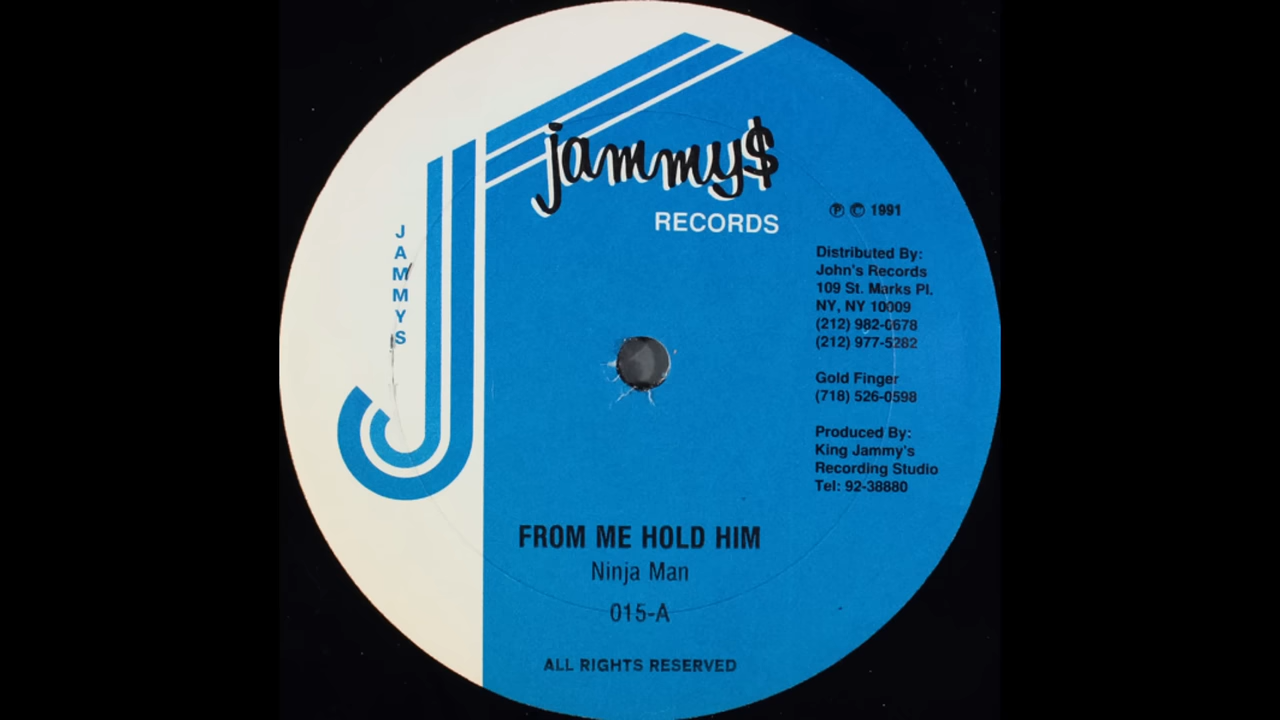 jammy$
RECORDS
JAMMYS
℗ © 1991
Distributed By:
John's Records
109 St. Marks Pl.
NY, NY 10009
(212) 982-0678
(212) 977-5282
Gold Finger
(718) 526-0598
Produced By:
King Jammy's
Recording Studio
Tel: 92-38880
FROM ME HOLD HIM
Ninja Man
015-A
ALL RIGHTS RESERVED